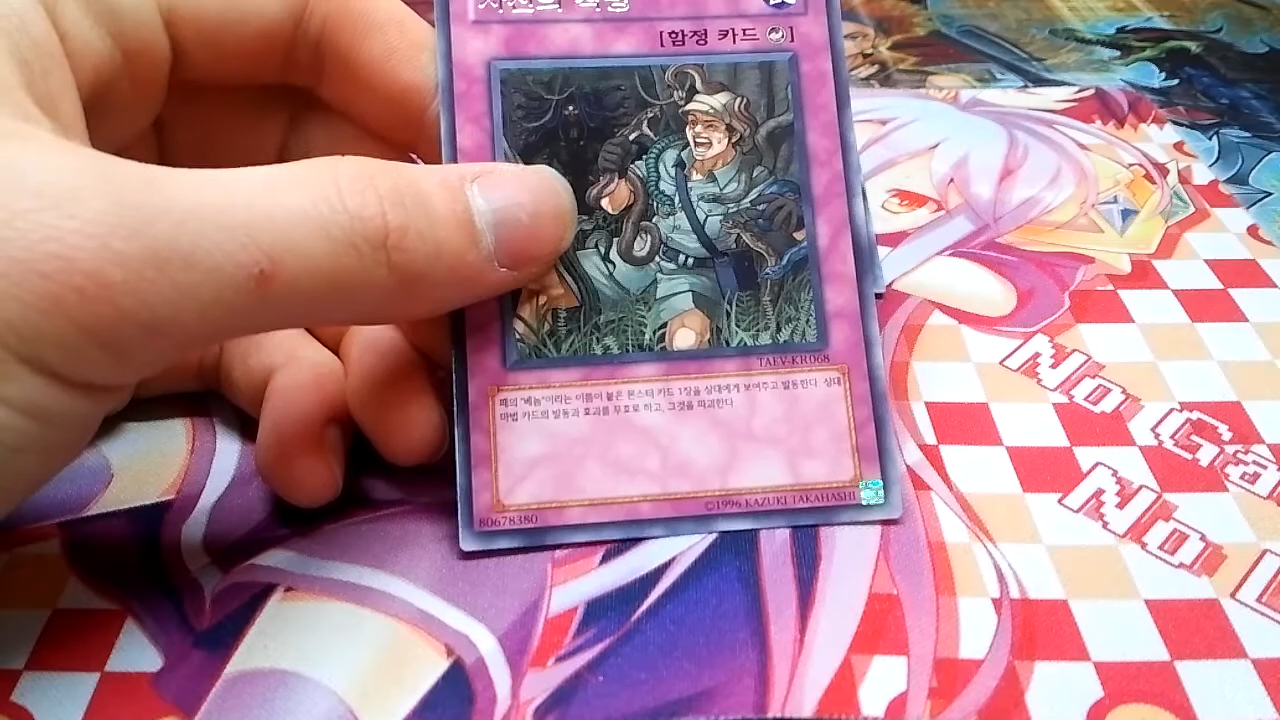 [함정 카드]
TAEV-KR068
패의 "베놈"이라는 이름이 붙은 몬스터 카드 1장을 상대에게 보여주고 발동한다. 상대
마법 카드의 발동과 효과를 무효로 하고, 그것을 파괴한다
80678380
©1996 KAZUKI TAKAHASHI
No Ga
No L